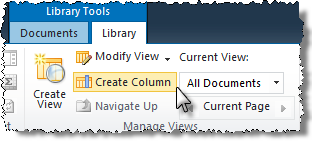 Library Tools
Documents Library
Modify View Current View:
Create View
Create Column All Documents
Navigate Up Current Page
Manage Views